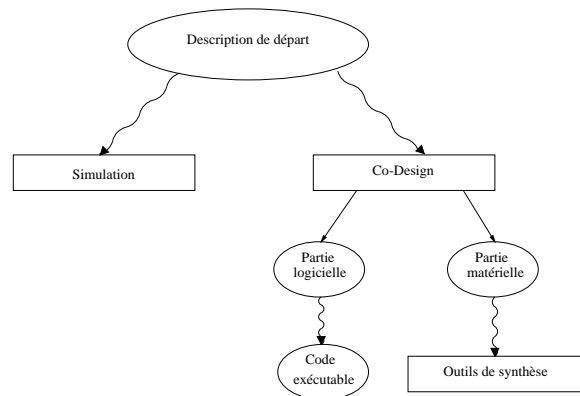 Description de départ
Simulation
Co-Design
Partie
logicielle
Partie
matérielle
Code
exécutable
Outils de synthèse